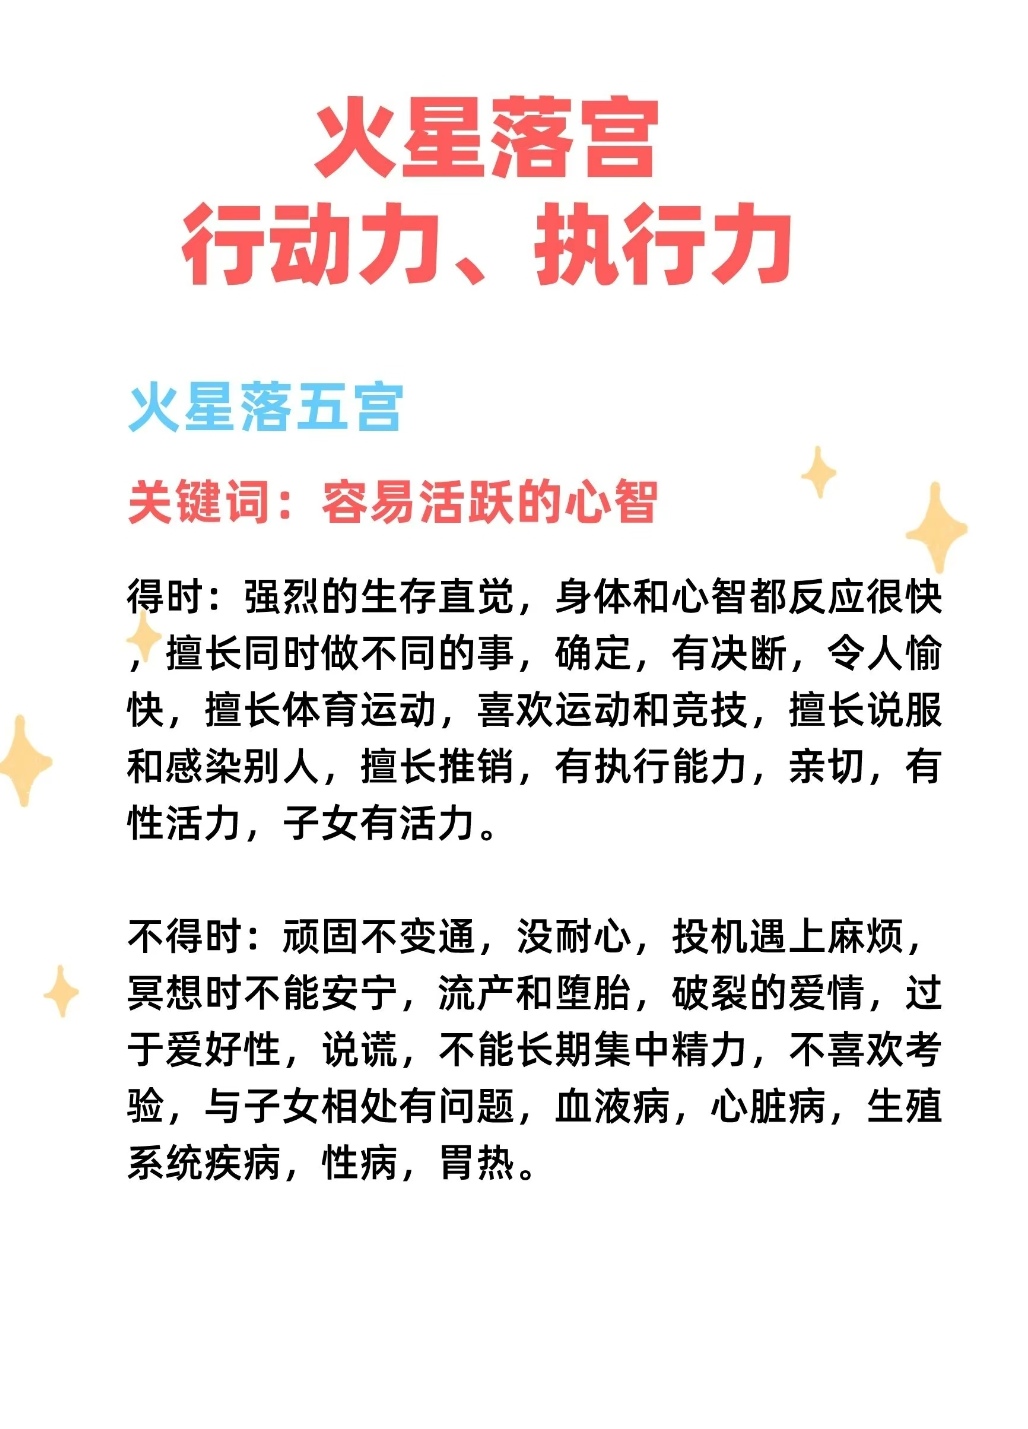 火星落宫
行动力、执行力
火星落五宫
关键词：容易活跃的心智
得时：强烈的生存直觉，身体和心智都反应很快
，擅长同时做不同的事，确定，有决断，令人愉
快，擅长体育运动，喜欢运动和竞技，擅长说服
和感染别人，擅长推销，有执行能力，亲切，有
性活力，子女有活力。
不得时：顽固不变通，没耐心，投机遇上麻烦，
冥想时不能安宁，流产和堕胎，破裂的爱情，过
于爱好性，说谎，不能长期集中精力，不喜欢考
验，与子女相处有问题，血液病，心脏病，生殖
系统疾病，性病，胃热。